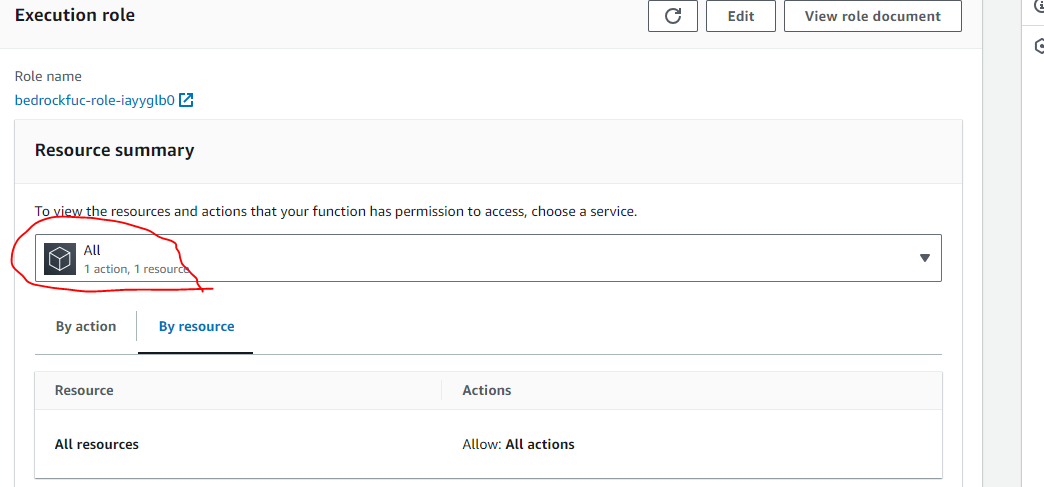 Execution role
Edit
View role document
Role name
bedrockfuc-role-iayyglb0
Resource summary
To view the resources and actions that your function has permission to access, choose a service.
All
1 action, 1 resource
By action
By resource
Resource
Actions
All resources
Allow: All actions